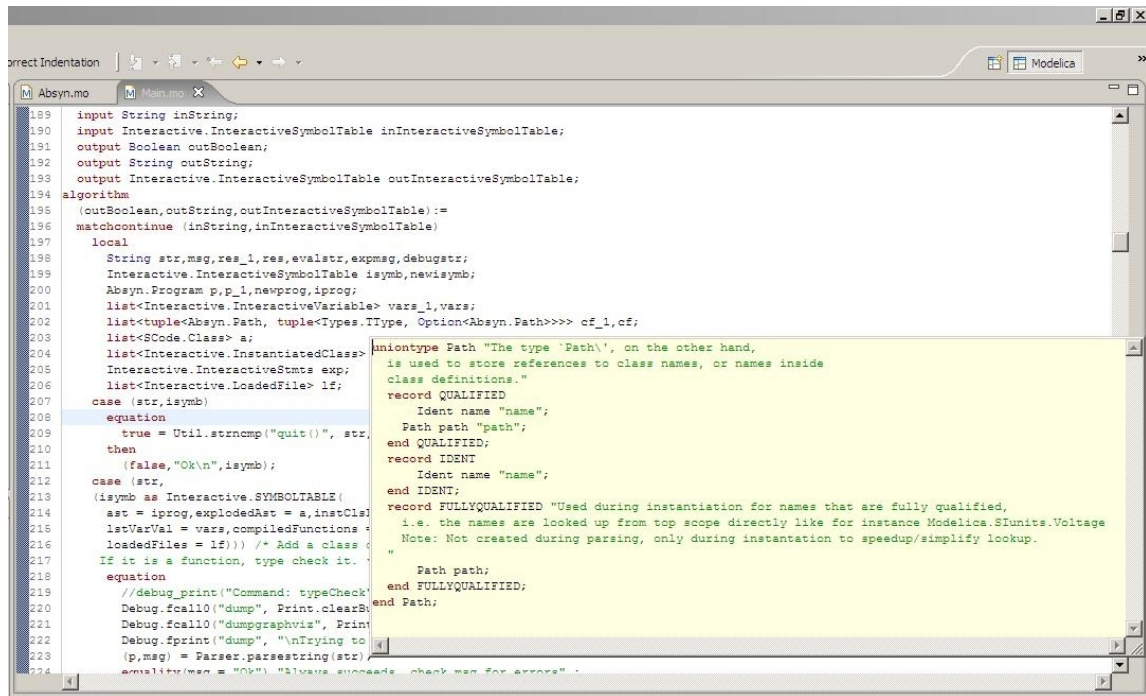 orrect Indentation
Modelica
»
Absyn.mo
Main.mo
189 input String inString;
190 input Interactive.InteractiveSymbolTable inInteractiveSymbolTable;
191 output Boolean outBoolean;
192 output String outString;
193 output Interactive.InteractiveSymbolTable outInteractiveSymbolTable;
194 algorithm
195 (outBoolean,outString,outInteractiveSymbolTable):=
196 matchcontinue (inString,inInteractiveSymbolTable)
197 local
198 String str,msg,res_1,res,evalstr,expmsg,debugstr;
199 Interactive.InteractiveSymbolTable isymb,newisymb;
200 Absyn.Program p,p_1,newprog,iprog;
201 list<Interactive.InteractiveVariable> vars_1,vars;
202 list<tuple<Absyn.Path, tuple<Types.TType, Option<Absyn.Path>>>> cf_1,cf;
203 list<SCode.Class> a;
204 list<Interactive.InstantiatedClass>
205 Interactive.InteractiveStmts exp;
206 list<Interactive.LoadedFile> lf;
207 case (str,isymb)
208 equation
209 true = Util.strncmp("quit()", str,
210 then
211 (false,"Ok\n",isymb);
212 case (str,
213 (isymb as Interactive.SYMBOLTABLE(
214 ast = iprog,explodedAst = a,instClsI
215 lstVarVal = vars,compiledFunctions =
216 loadedFiles = lf))) /* Add a class
217 If it is a function, type check it.
218 equation
219 //debug_print("Command: typeCheck"
220 Debug.fcall0("dump", Print.clearBu
221 Debug.fcall0("dumpgraphviz", Print
222 Debug.fprint("dump", "\nTrying to
223 (p,msg) = Parser.parsestring(str)
224 equality(msg = "Ok") "Always succeeds, check msg for errors" ;
uniontype Path "The type `Path\', on the other hand,
is used to store references to class names, or names inside
class definitions."
record QUALIFIED
Ident name "name";
Path path "path";
end QUALIFIED;
record IDENT
Ident name "name";
end IDENT;
record FULLYQUALIFIED "Used during instantiation for names that are fully qualified,
i.e. the names are looked up from top scope directly like for instance Modelica.SIunits.Voltage
Note: Not created during parsing, only during instantation to speedup/simplify lookup.
"
Path path;
end FULLYQUALIFIED;
end Path;